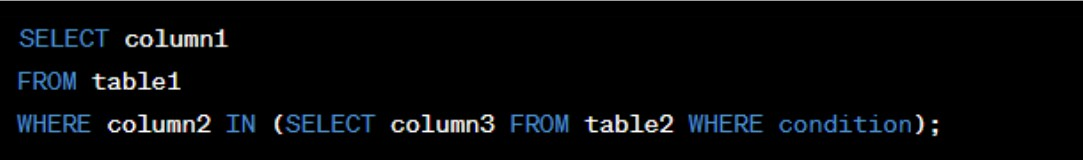 SELECT column1
FROM table1
WHERE column2 IN (SELECT column3 FROM table2 WHERE condition);